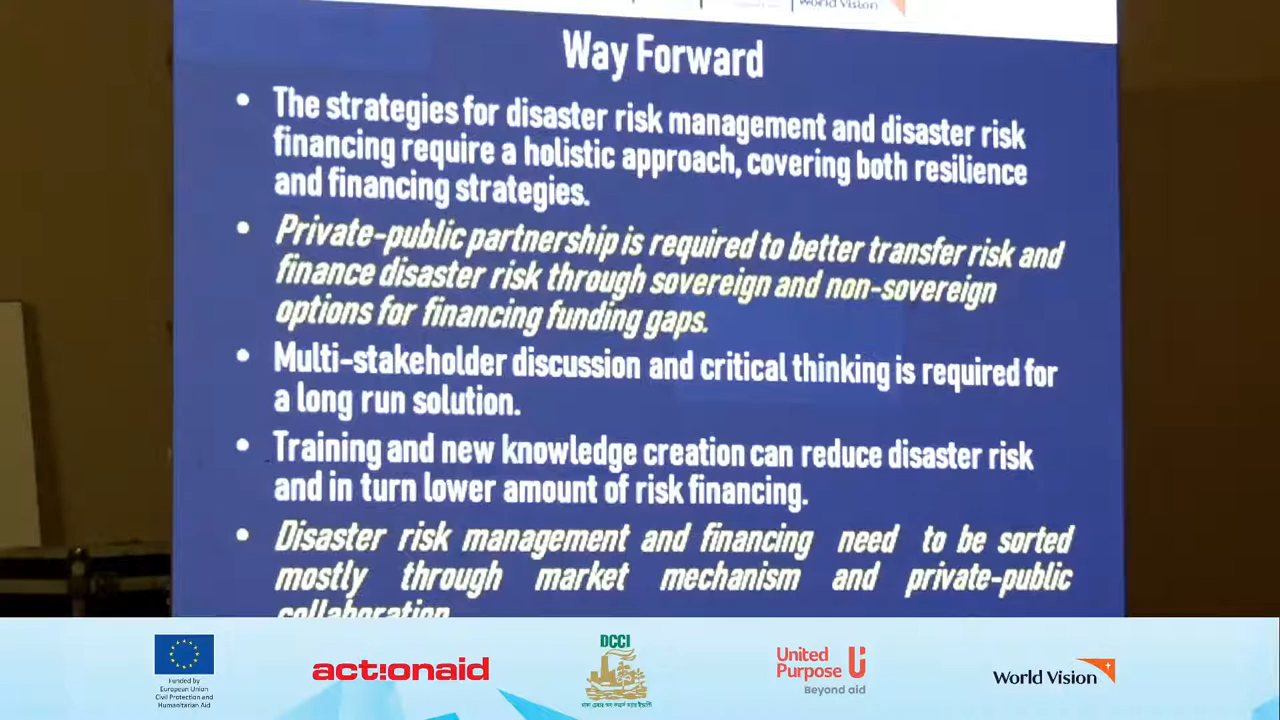 World Vision
Way Forward
• The strategies for disaster risk management and disaster risk
financing require a holistic approach, covering both resilience
and financing strategies.
• Private-public partnership is required to better transfer risk and
finance disaster risk through sovereign and non-sovereign
options for financing funding gaps.
• Multi-stakeholder discussion and critical thinking is required for
a long run solution.
• Training and new knowledge creation can reduce disaster risk
and in turn lower amount of risk financing.
• Disaster risk management and financing need to be sorted
mostly through market mechanism and private-public
collaboration
Funded by
European Union
Civil Protection and
Humanitarian Aid
act!onaid
DCCI
United
Purpose
Beyond aid
World Vision